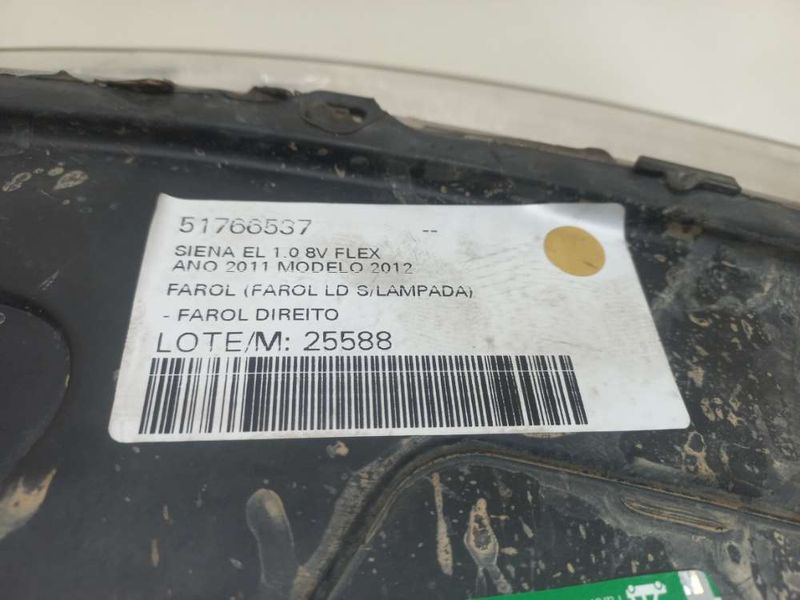 51766537 --
SIENA EL 1.0 8V FLEX
ANO 2011 MODELO 2012
FAROL (FAROL LD S/LAMPADA)
- FAROL DIREITO
LOTE/M: 25588